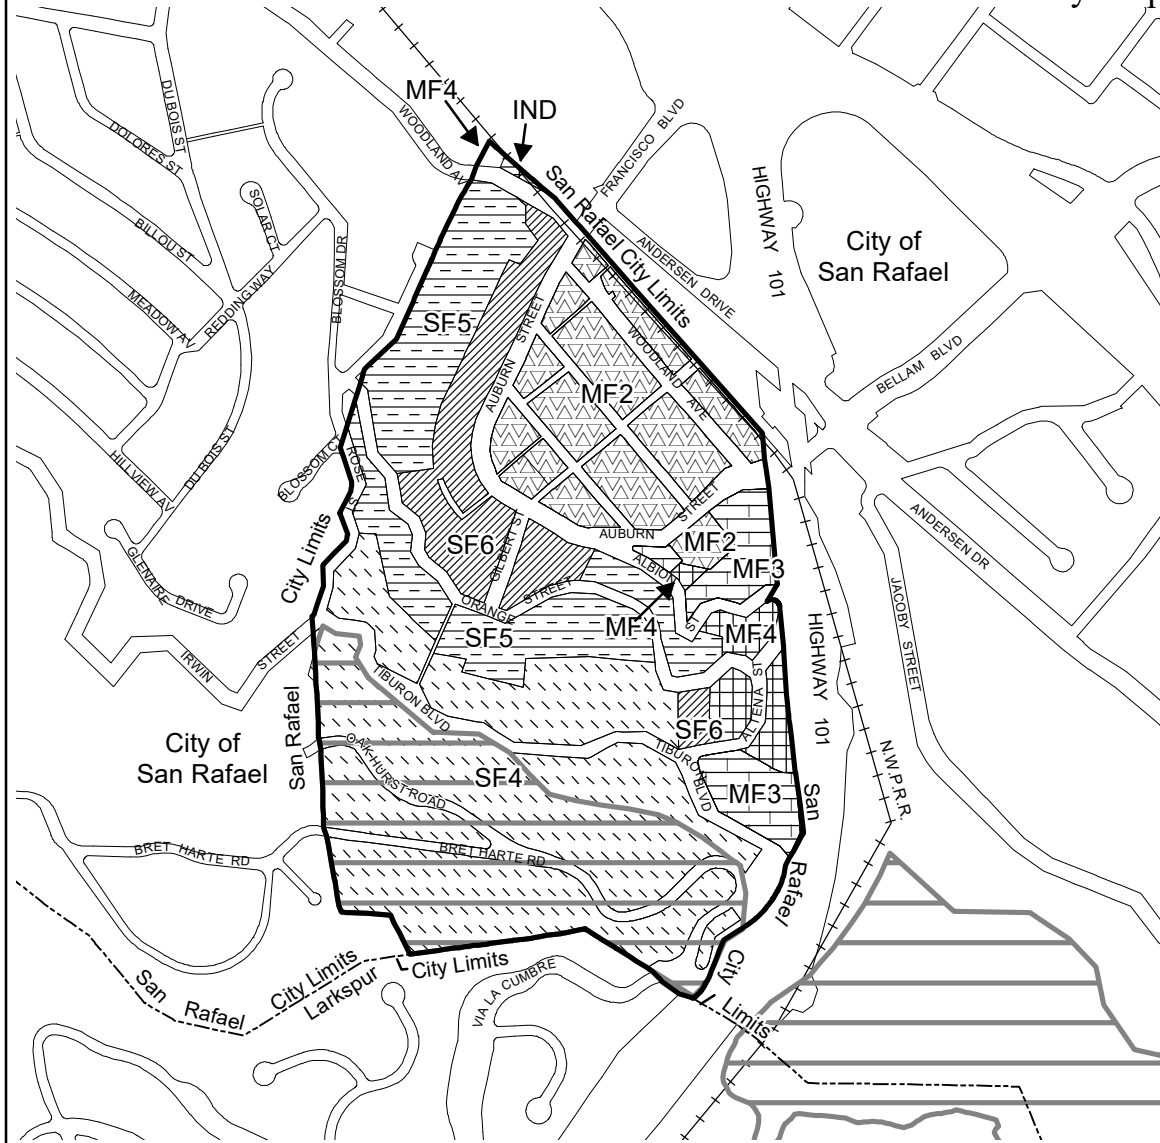 MF4
IND
WOODLAND AV
FRANCISCO BLVD
DU BOIS ST
DOLORES ST
SOLAR CT
BILLOU ST
BLOSSOM DR
REDDING WAY
MEADOW AV
San Rafael City Limits
ANDERSEN DRIVE
HIGHWAY 101
City of
San Rafael
BELLAM BLVD
SF5
AUBURN STREET
WOODLAND AVE
MF2
HILLVIEW AV
DU BOIS ST
BLOSSOM CT
ROSE
SF6
GILBERT S
AUBURN STREET
MF2
ALBION ST
MF3
MF4
MF4
ORANGE STREET
SF5
ANDERSEN DR
JACOBY STREET
City Limits
GLENAIRE DRIVE
IRWIN STREET
San Rafael
City of
San Rafael
TIBURON BLVD
OAKHURST ROAD
SF4
SF6
ALTENA ST
TIBURON BLVD
HIGHWAY 101
N.W.P.R.R.
MF3
San Rafael City Limits
BRET HARTE RD
BRET HARTE RD
City Limits
VIA LA CUMBRE
San Rafael City Limits
Larkspur